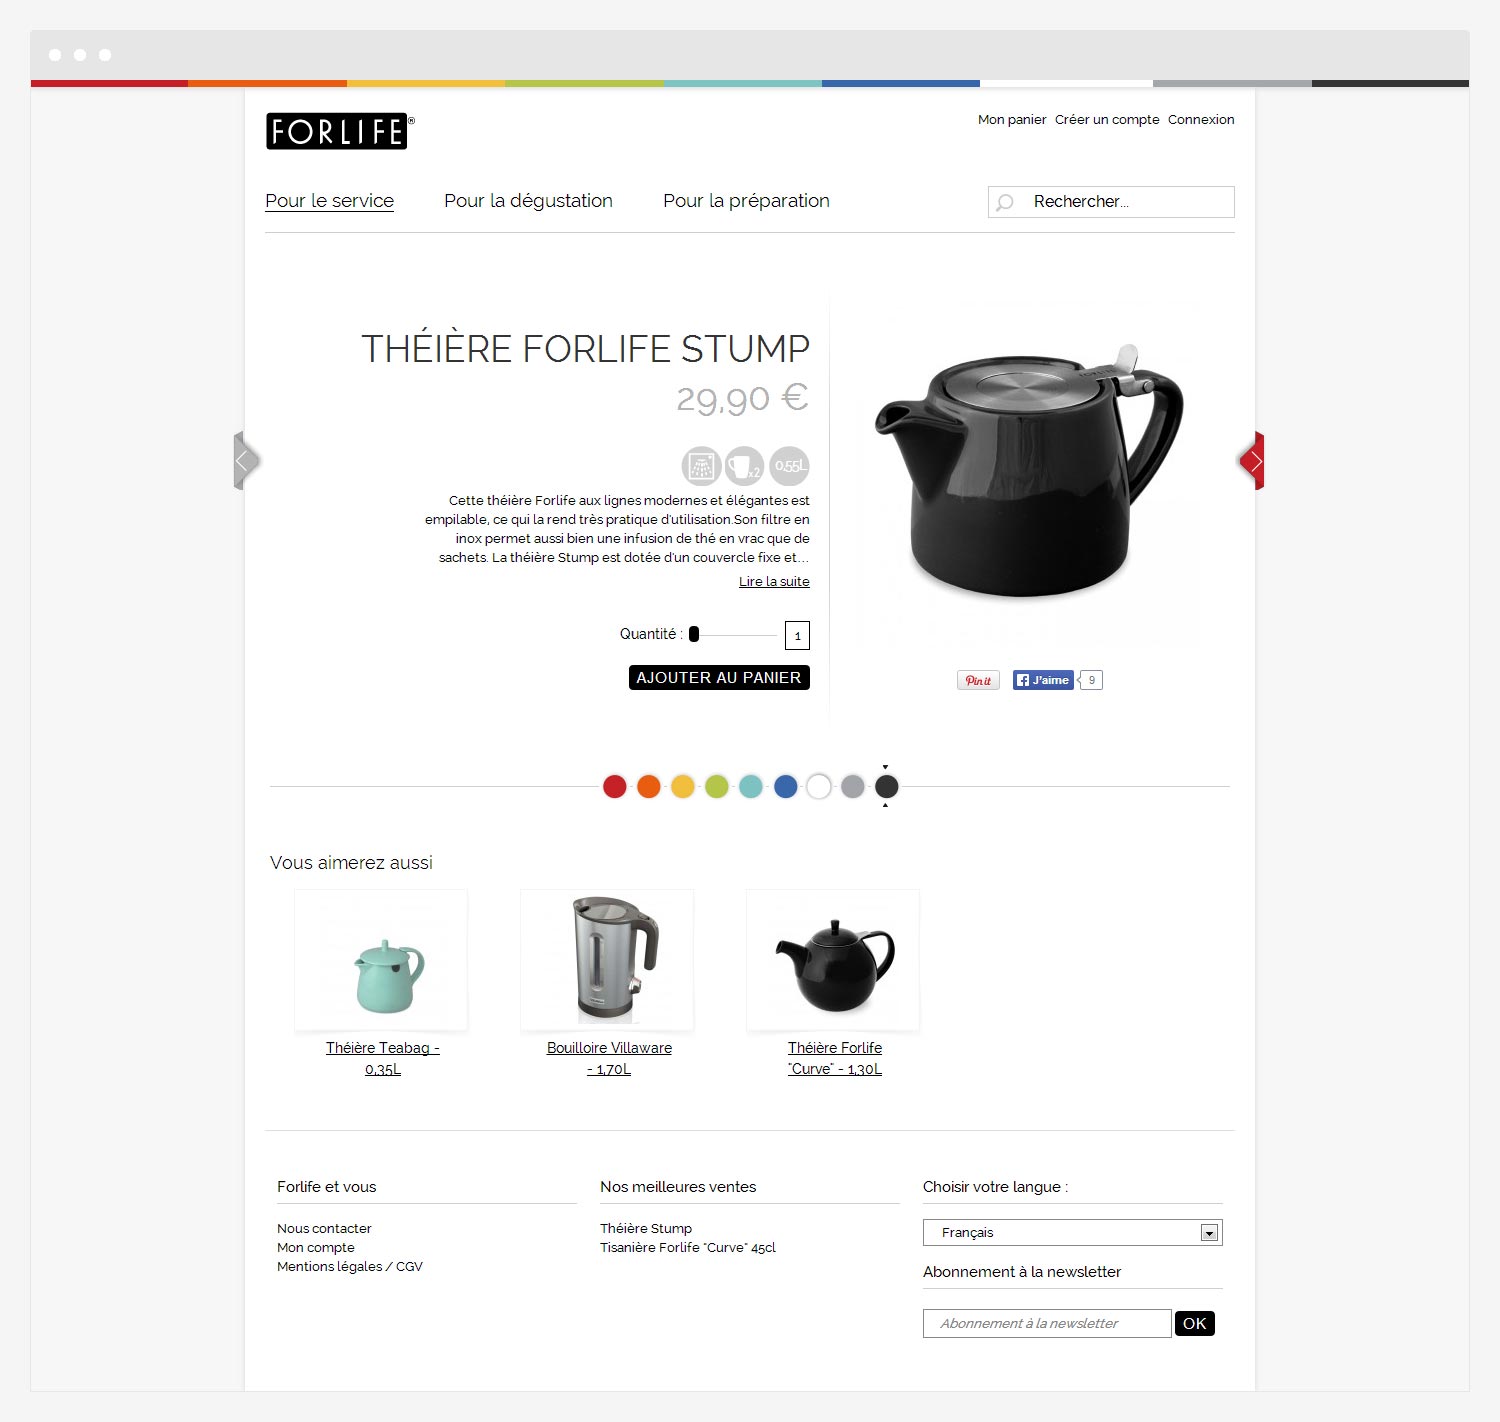 FORLIFE®
Mon panier Créer un compte Connexion
Pour le service Pour la dégustation Pour la préparation
Rechercher...
THÉIÈRE FORLIFE STUMP
29,90 €
x2 0,55L
Cette théière Forlife aux lignes modernes et élégantes est
empilable, ce qui la rend très pratique d'utilisation.Son filtre en
inox permet aussi bien une infusion de thé en vrac que de
sachets. La théière Stump est dotée d'un couvercle fixe et...
Lire la suite
Quantité : 1
AJOUTER AU PANIER
FORLIFE
Pin it J'aime 9
Vous aimerez aussi
Théière Teabag -
0,35L
Bouilloire Villaware
- 1,70L
Théière Forlife
"Curve" - 1,30L
Forlife et vous
Nous contacter
Mon compte
Mentions légales / CGV
Nos meilleures ventes
Théière Stump
Tisanière Forlife "Curve" 45cl
Choisir votre langue :
Français
Abonnement à la newsletter
Abonnement à la newsletter OK